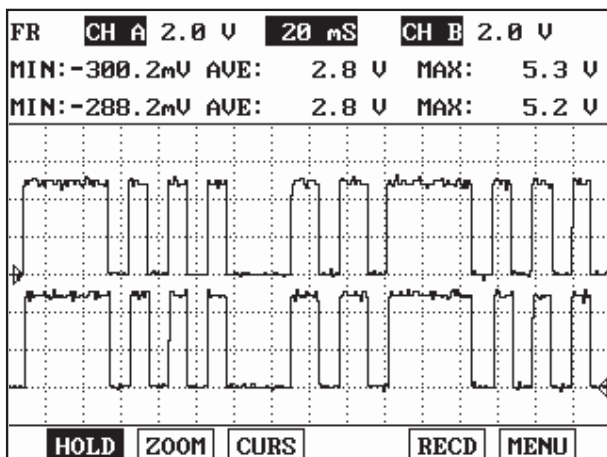 FR CH A 2.0 V 20 mS CH B 2.0 V
MIN:-300.2mV AVE: 2.8 V MAX: 5.3 V
MIN:-288.2mV AVE: 2.8 V MAX: 5.2 V
HOLD ZOOM CURS RECD MENU